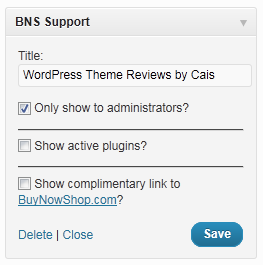 BNS Support
Title:
WordPress Theme Reviews by Cais
Only show to administrators?
Show active plugins?
Show complimentary link to
BuyNowShop.com?
Delete | Close
Save